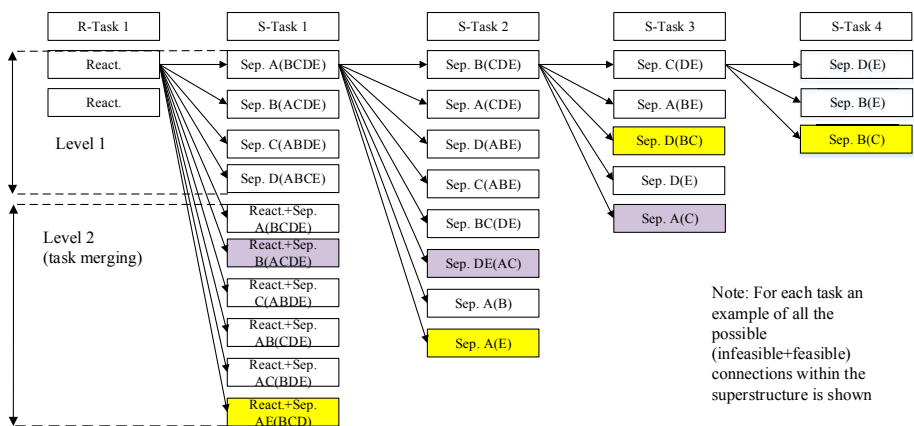 R-Task 1
S-Task 1
S-Task 2
S-Task 3
S-Task 4
React.
React.
Level 1
Level 2
(task merging)
Sep. A(BCDE)
Sep. B(ACDE)
Sep. C(ABDE)
Sep. D(ABCE)
React.+Sep.
A(BCDE)
React.+Sep.
B(ACDE)
React.+Sep.
C(ABDE)
React.+Sep.
AB(CDE)
React.+Sep.
AC(BDE)
React.+Sep.
AE(BCD)
Sep. B(CDE)
Sep. A(CDE)
Sep. D(ABE)
Sep. C(ABE)
Sep. BC(DE)
Sep. DE(AC)
Sep. A(B)
Sep. A(E)
Sep. C(DE)
Sep. A(BE)
Sep. D(BC)
Sep. D(E)
Sep. A(C)
Sep. D(E)
Sep. B(E)
Sep. B(C)
Note: For each task an
example of all the
possible
(infeasible+feasible)
connections within the
superstructure is shown